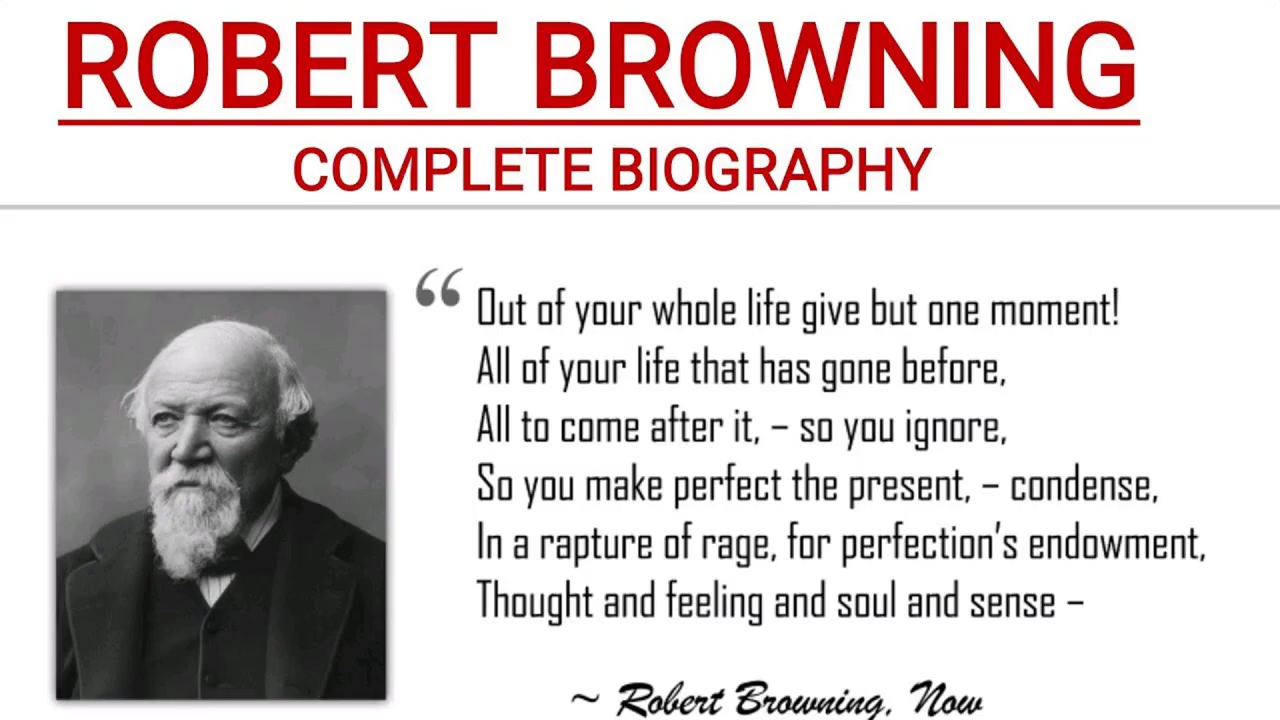 ROBERT BROWNING
COMPLETE BIOGRAPHY
“ Out of your whole life give but one moment!
All of your life that has gone before,
All to come after it, – so you ignore,
So you make perfect the present, – condense,
In a rapture of rage, for perfection’s endowment,
Thought and feeling and soul and sense –
~ Robert Browning, Now